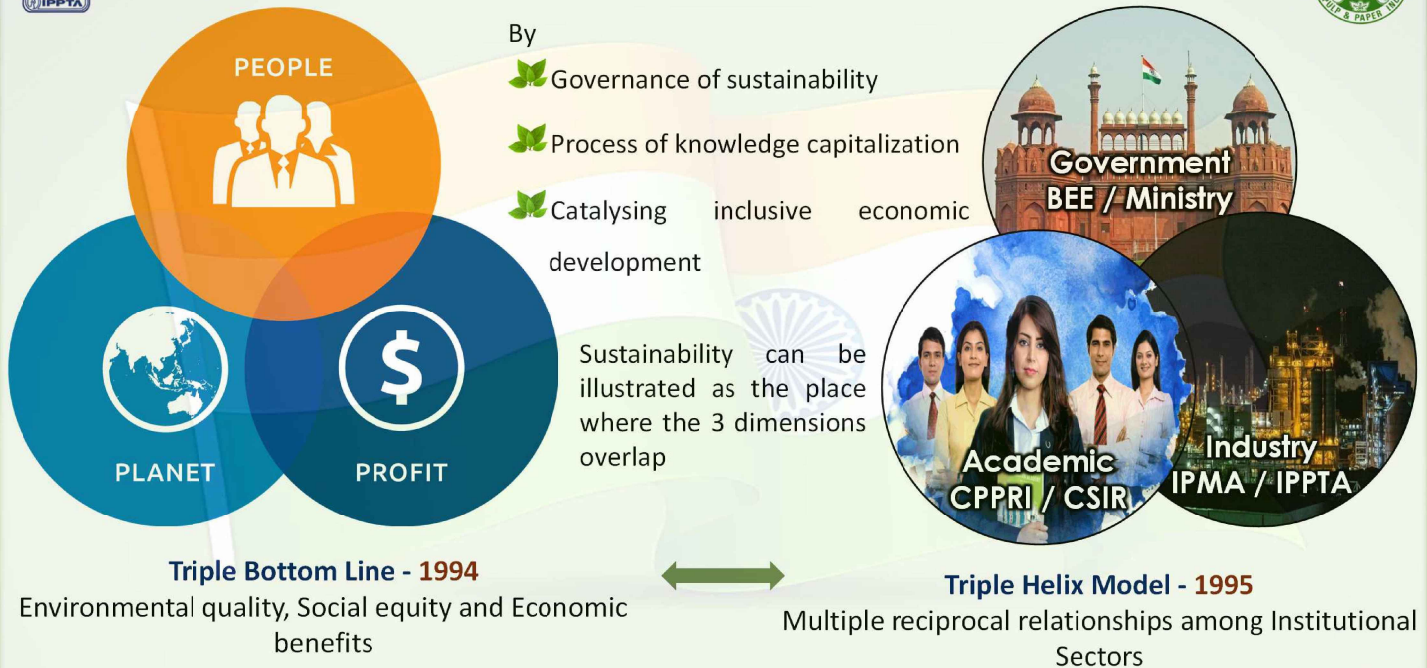 IPPTA
PULP & PAPER
PEOPLE
PLANET
$
PROFIT
By
Governance of sustainability
Process of knowledge capitalization
Catalysing inclusive economic
development
Sustainability can be
illustrated as the place
where the 3 dimensions
overlap
Government
BEE / Ministry
Academic
CPPRI / CSIR
Industry
IPMA / IPPTA
Triple Bottom Line - 1994
Environmental quality, Social equity and Economic
benefits
Triple Helix Model - 1995
Multiple reciprocal relationships among Institutional
Sectors